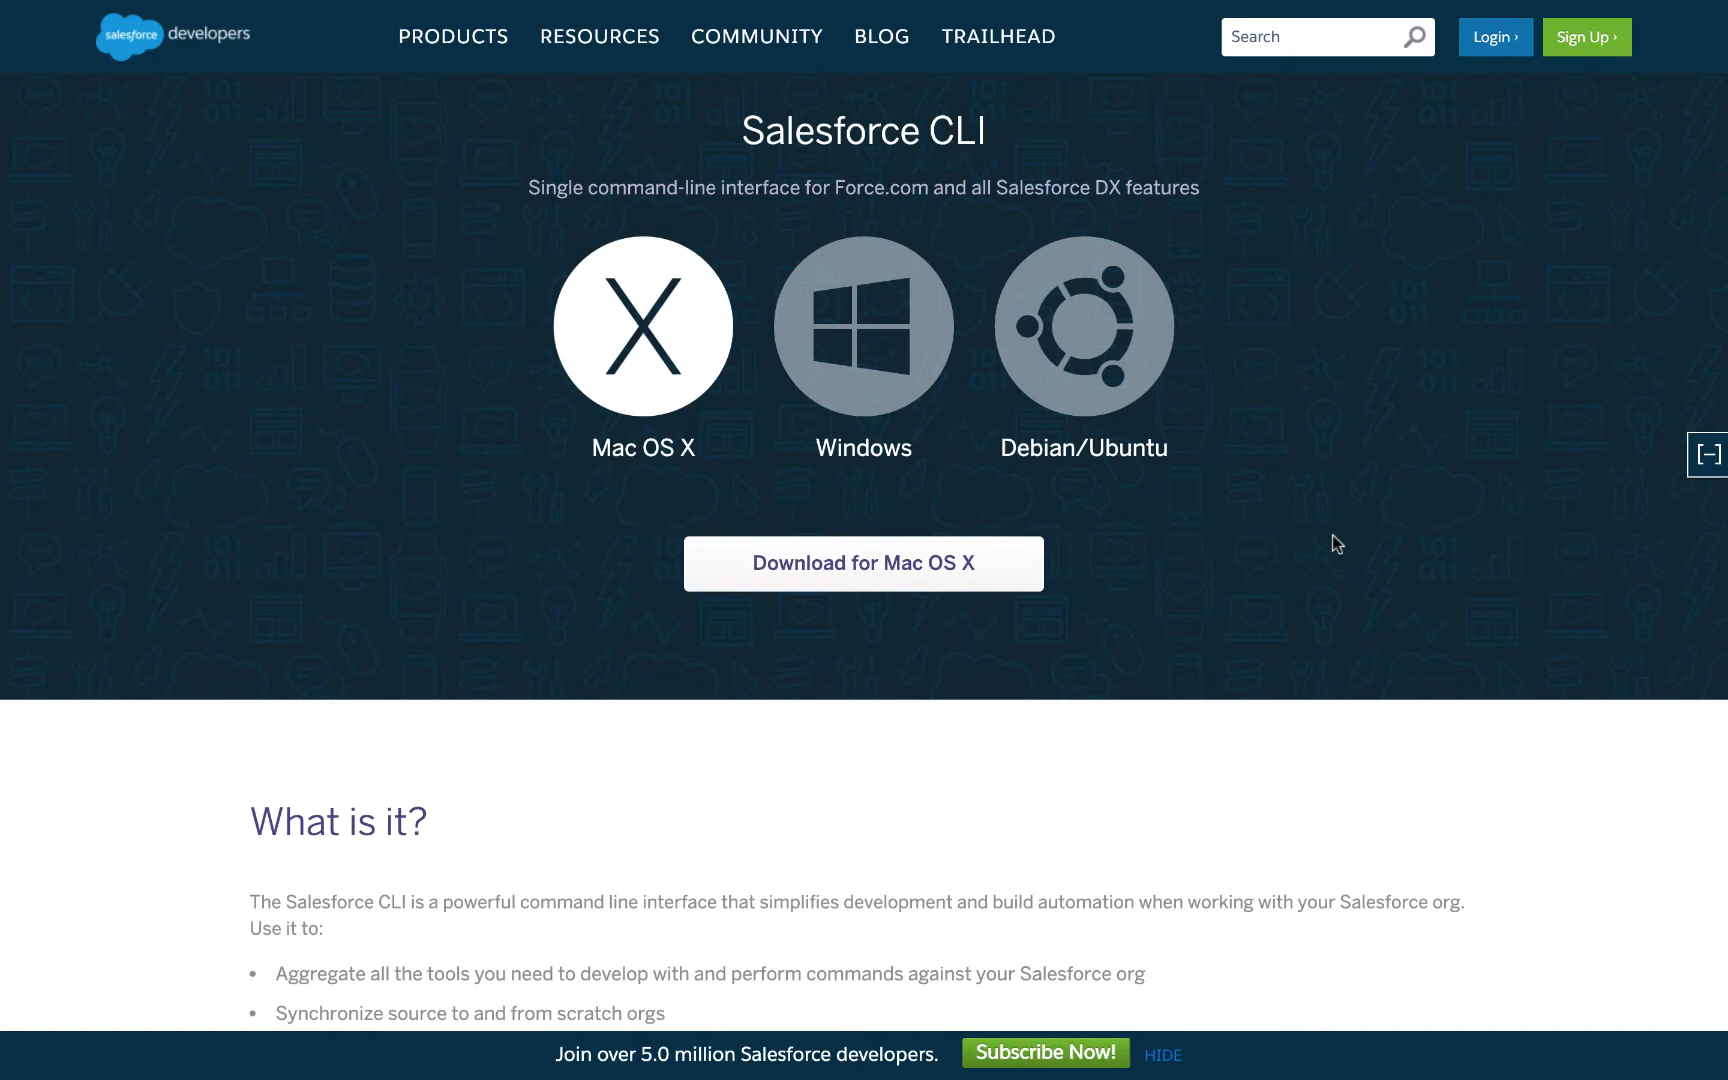 salesforce developers
PRODUCTS RESOURCES COMMUNITY BLOG TRAILHEAD
Search
Login ›
Sign Up ›
Salesforce CLI
Single command-line interface for Force.com and all Salesforce DX features
Mac OS X
Windows
Debian/Ubuntu
[–]
Download for Mac OS X
What is it?
The Salesforce CLI is a powerful command line interface that simplifies development and build automation when working with your Salesforce org.
Use it to:
• Aggregate all the tools you need to develop with and perform commands against your Salesforce org
• Synchronize source to and from scratch orgs
Join over 5.0 million Salesforce developers. Subscribe Now! HIDE